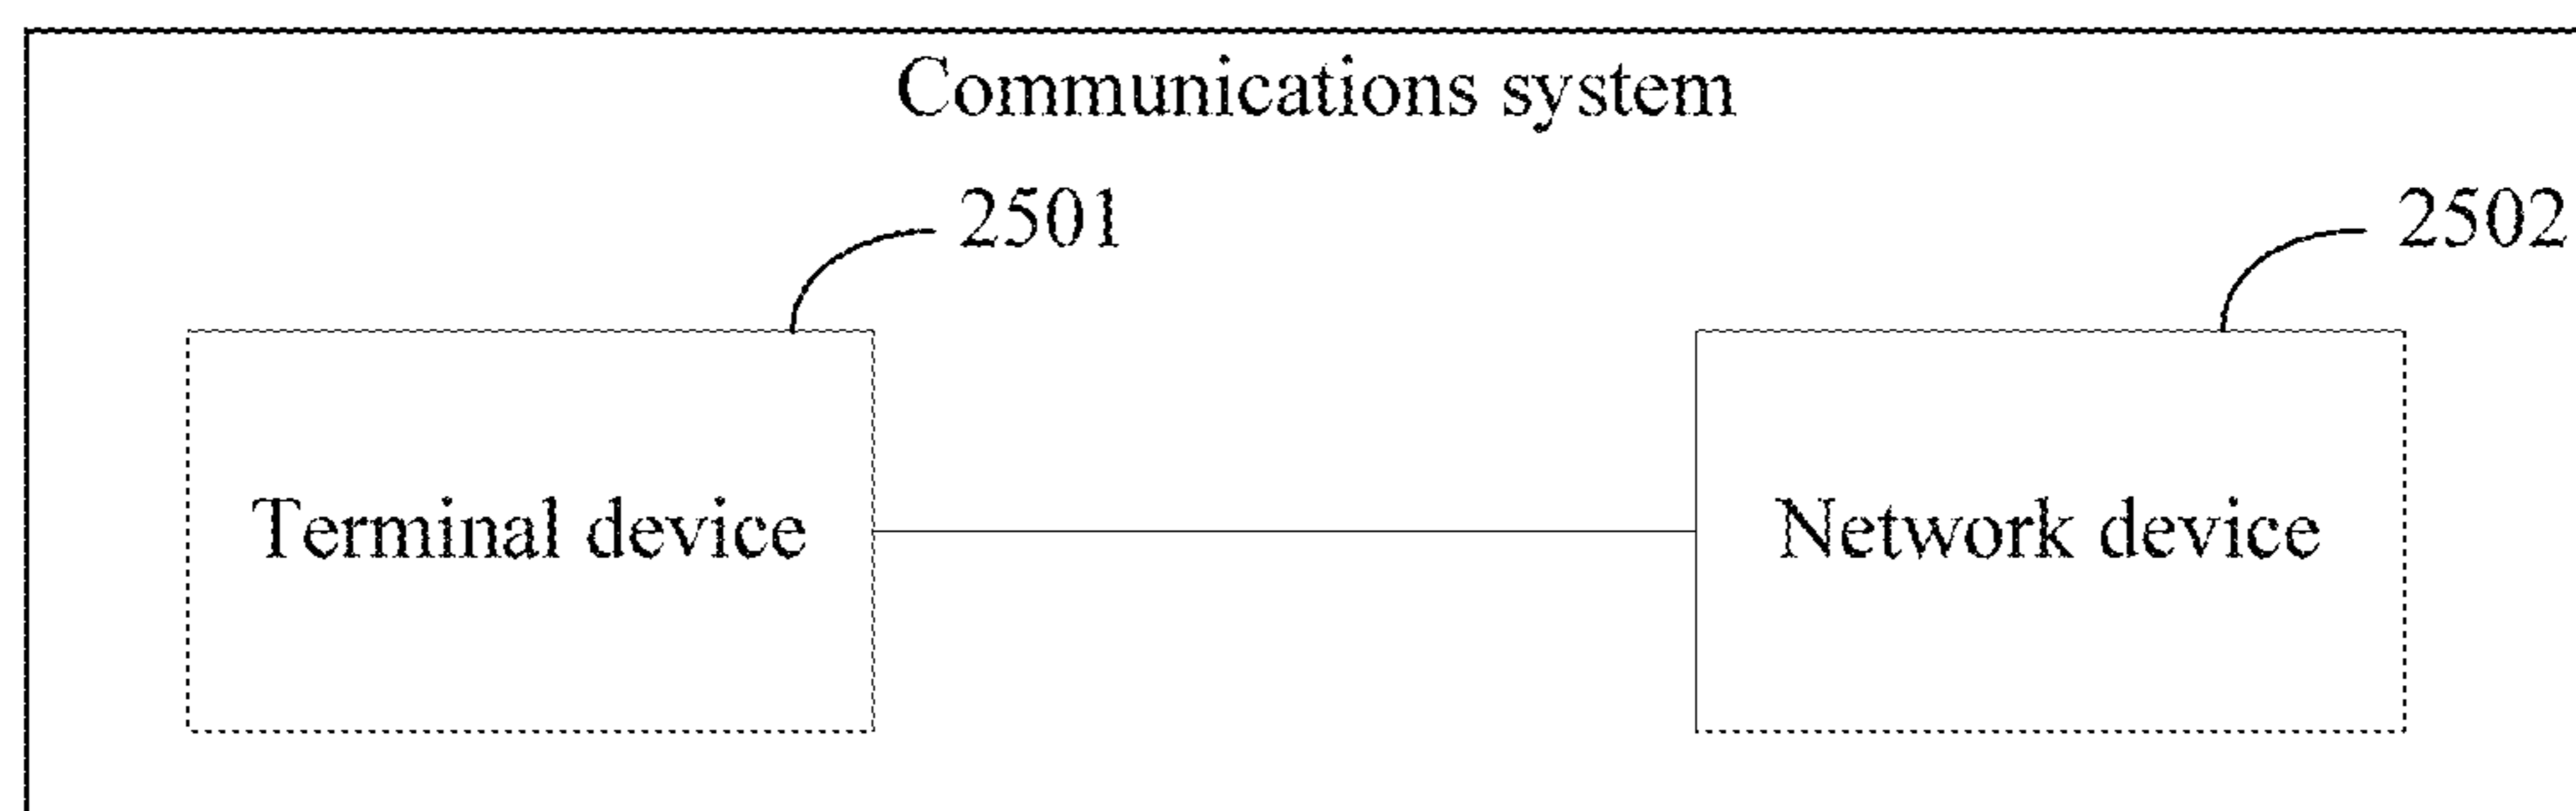 Communications system
2501
2502
Terminal device
Network device